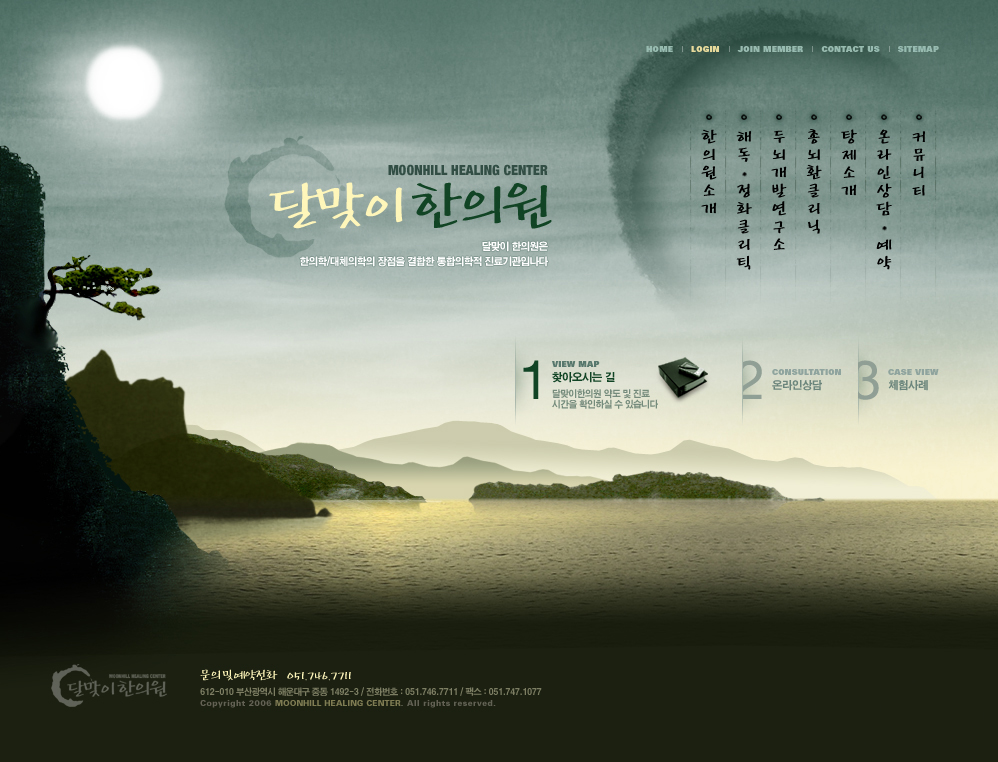 HOME | LOGIN | JOIN MEMBER | CONTACT US | SITEMAP
한의원소개
해독•정화클리틱
두뇌개발연구소
총뇌환클리닉
탕제소개
온라인상담•예약
커뮤니티
MOONHILL HEALING CENTER
달맞이한의원
달맞이 한의원은
한의학/대체의학의 장점을 결합한 통합의학적 진료기관입니다
1 VIEW MAP
찾아오시는 길
달맞이한의원 약도 및 진료
시간을 확인하실 수 있습니다
2 CONSULTATION
온라인상담
3 CASE VIEW
체험사례
MOONHILL HEALING CENTER
달맞이한의원
문의및예약전화 051.746.7711
612-010 부산광역시 해운대구 중동 1492-3 / 전화번호 : 051.746.7711 / 팩스 : 051.747.1077
Copyright 2006 MOONHILL HEALING CENTER. All rights reserved.